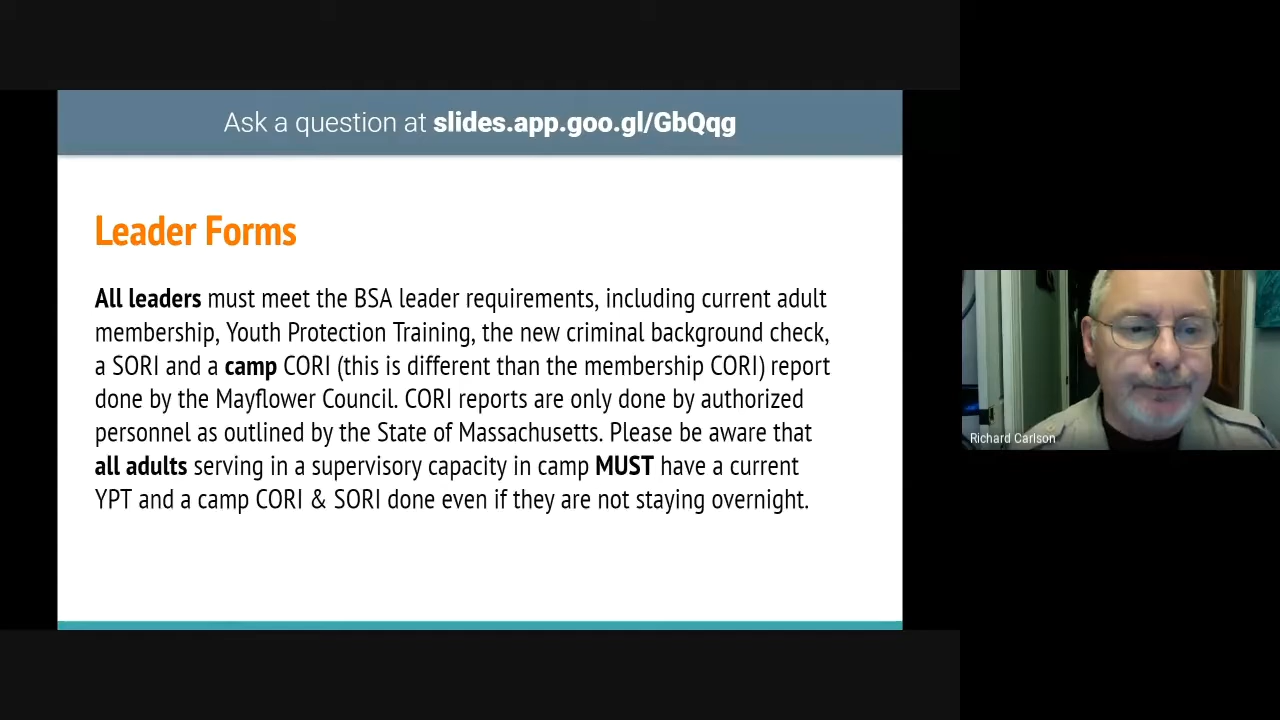 Ask a question at slides.app.goo.gl/GbQqg
Leader Forms
All leaders must meet the BSA leader requirements, including current adult
membership, Youth Protection Training, the new criminal background check,
a SORI and a camp CORI (this is different than the membership CORI) report
done by the Mayflower Council. CORI reports are only done by authorized
personnel as outlined by the State of Massachusetts. Please be aware that
all adults serving in a supervisory capacity in camp MUST have a current
YPT and a camp CORI & SORI done even if they are not staying overnight.
Richard Carlson